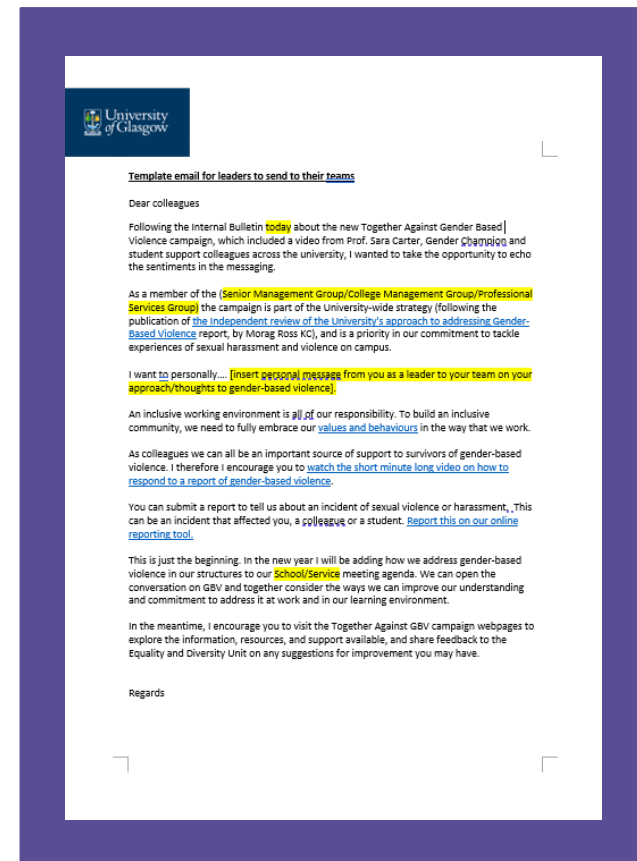 University
of Glasgow
Template email for leaders to send to their teams
Dear colleagues
Following the Internal Bulletin today about the new Together Against Gender Based
Violence campaign, which included a video from Prof. Sara Carter, Gender Champion and
student support colleagues across the university, I wanted to take the opportunity to echo
the sentiments in the messaging.
As a member of the (Senior Management Group/College Management Group/Professional
Services Group) the campaign is part of the University-wide strategy (following the
publication of the Independent review of the University's approach to addressing Gender-
Based Violence report, by Morag Ross KC), and is a priority in our commitment to tackle
experiences of sexual harassment and violence on campus.
I want to personally…. [insert personal message from you as a leader to your team on your
approach/thoughts to gender-based violence].
An inclusive working environment is all of our responsibility. To build an inclusive
community, we need to fully embrace our values and behaviours in the way that we work.
As colleagues we can all be an important source of support to survivors of gender-based
violence. I therefore I encourage you to watch the short minute long video on how to
respond to a report of gender-based violence.
You can submit a report to tell us about an incident of sexual violence or harassment. This
can be an incident that affected you, a colleague or a student. Report this on our online
reporting tool.
This is just the beginning. In the new year I will be adding how we address gender-based
violence in our structures to our School/Service meeting agenda. We can open the
conversation on GBV and together consider the ways we can improve our understanding
and commitment to address it at work and in our learning environment.
In the meantime, I encourage you to visit the Together Against GBV campaign webpages to
explore the information, resources, and support available, and share feedback to the
Equality and Diversity Unit on any suggestions for improvement you may have.
Regards